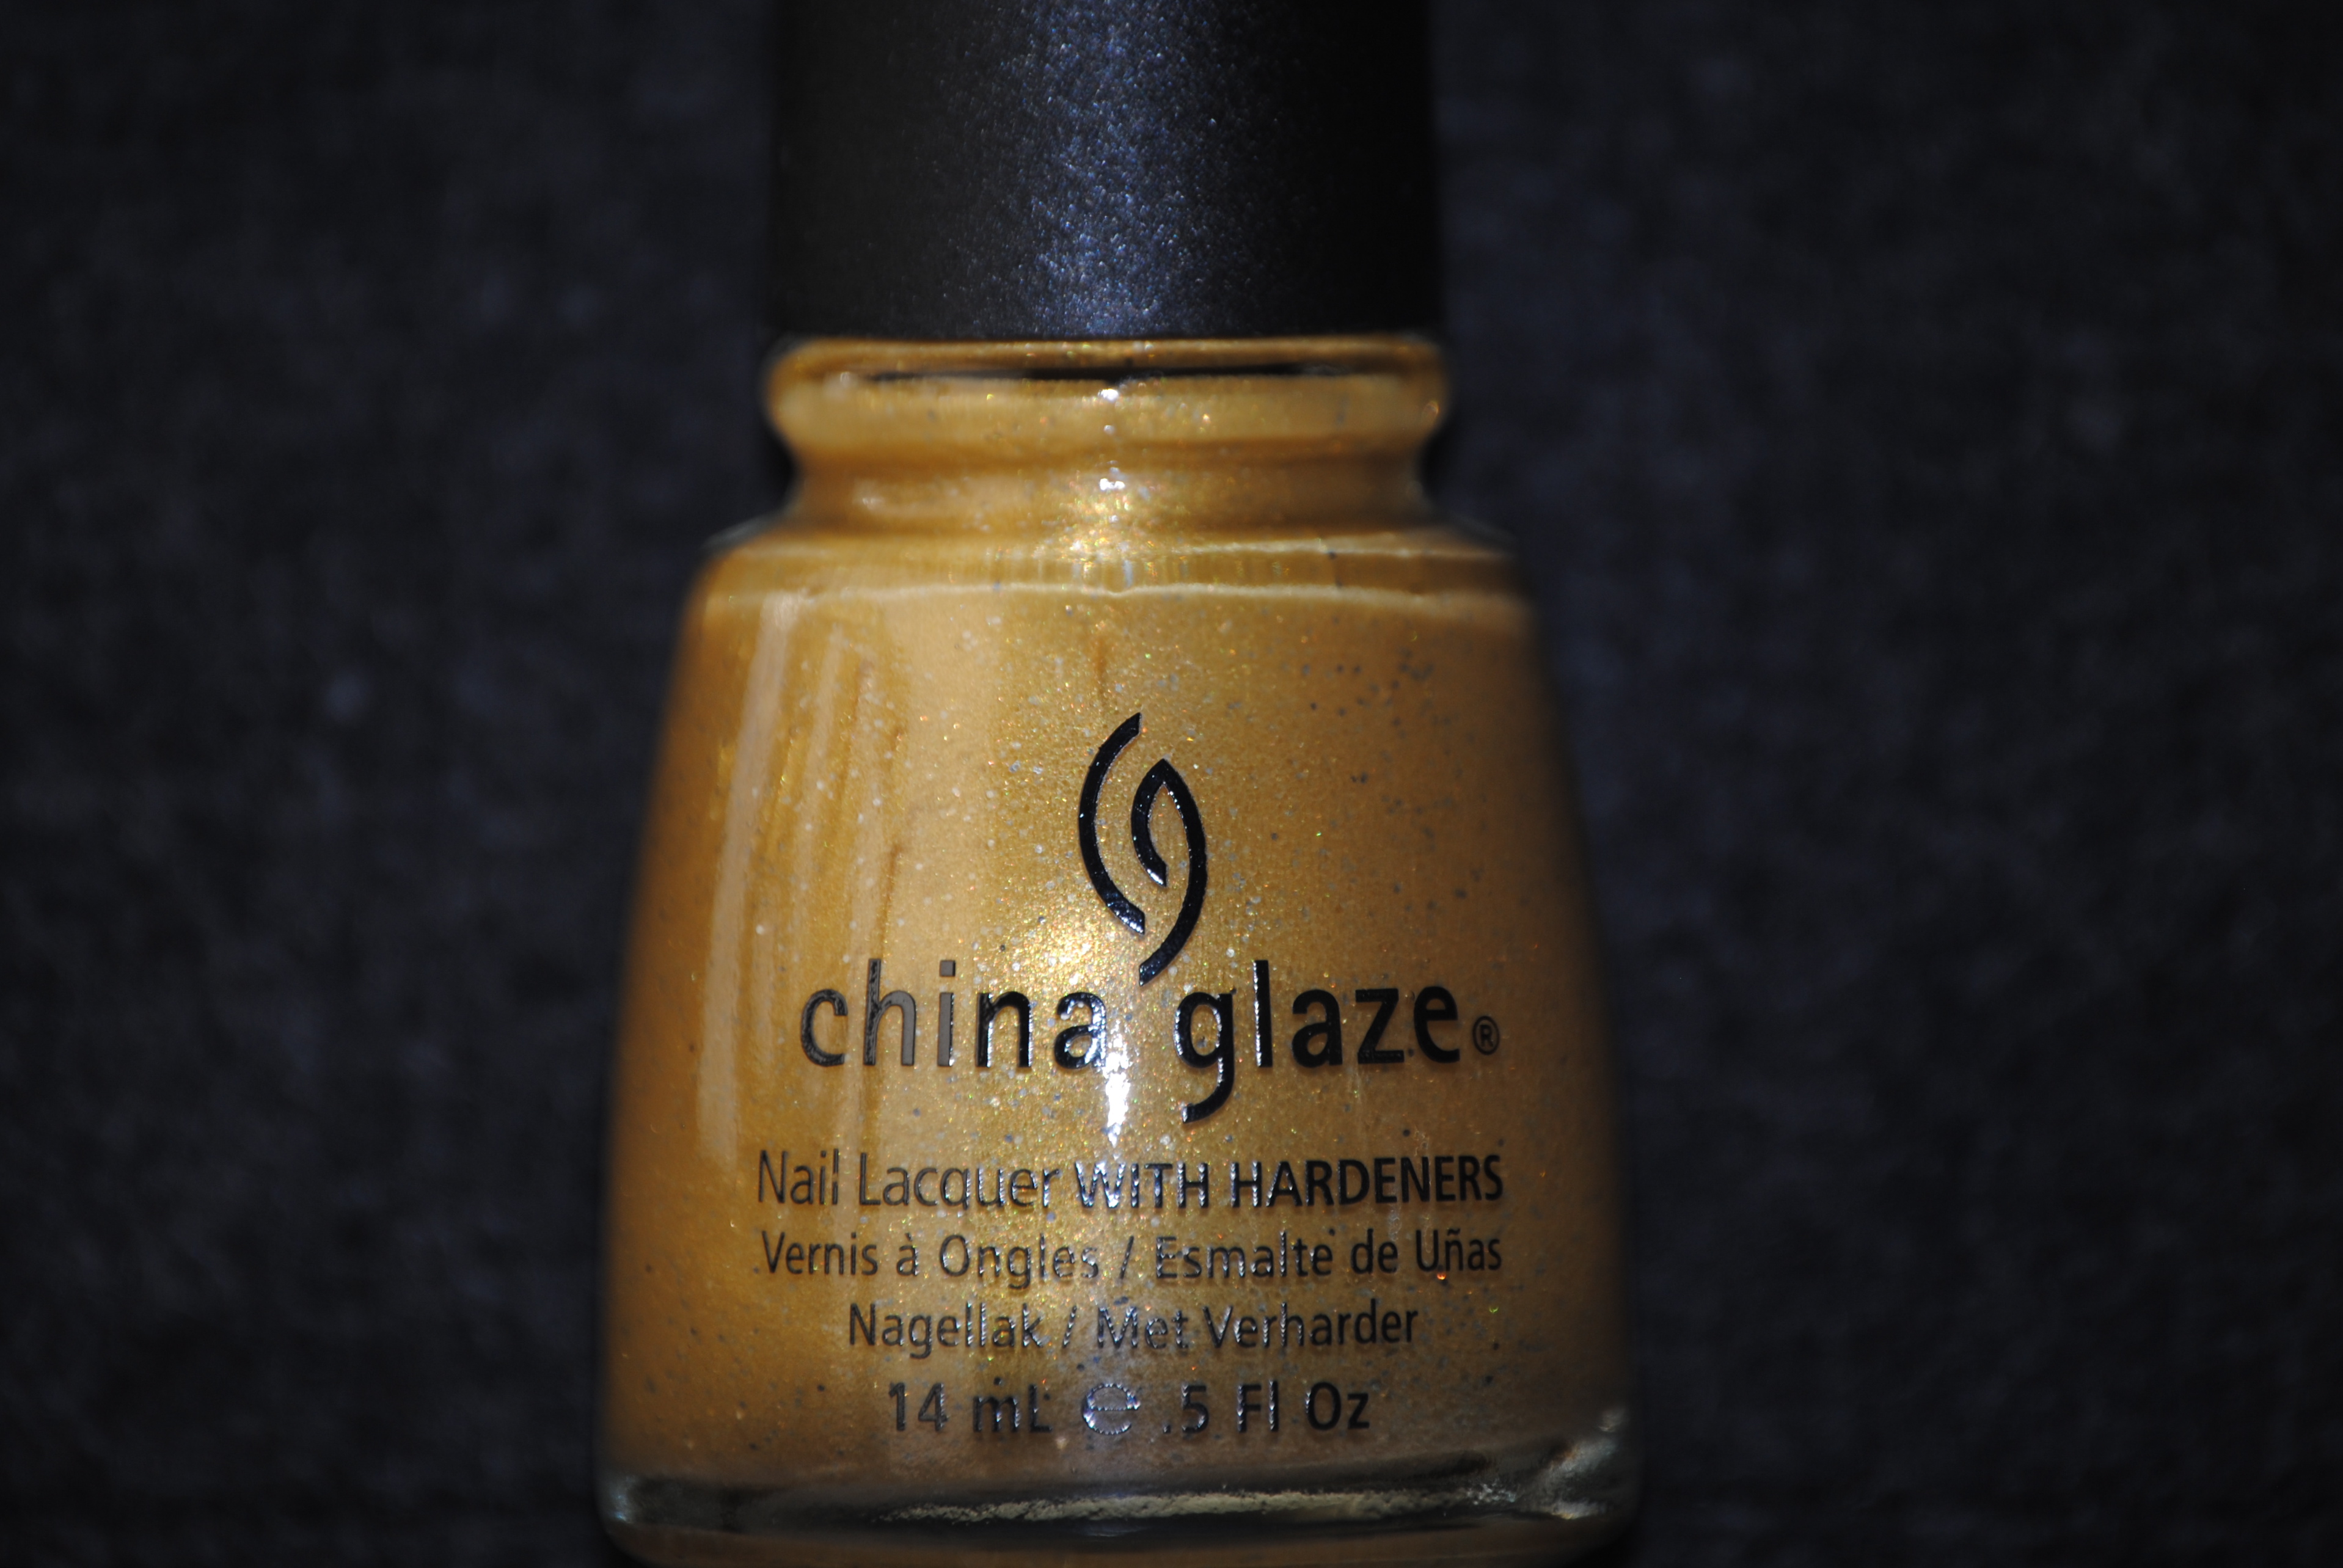 china glaze®
Nail Lacquer WITH HARDENERS
Vernis à Ongles / Esmalte de Uñas
Nagellak / Met Verharder
14 mL ℮ .5 Fl Oz